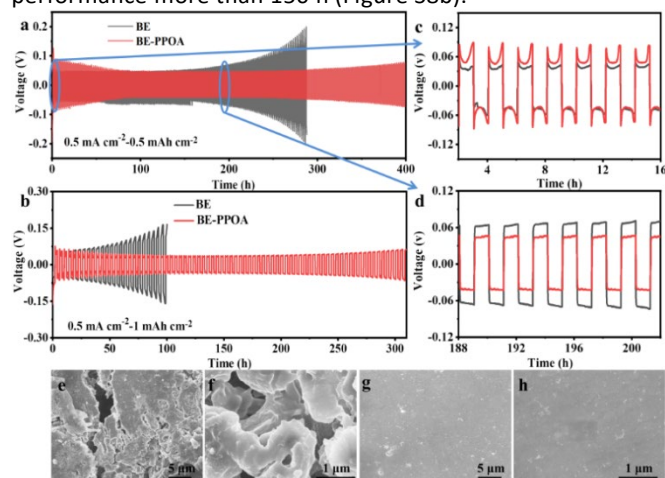 performance more than 150 h (Figure S8b).
a
BE
BE-PPOA
0.2
0.1
0.0
-0.1
-0.2
Voltage (V)
0.5 mA cm⁻²-0.5 mAh cm⁻²
0
100
200
300
400
Time (h)
c
0.12
0.06
0.00
-0.06
-0.12
Voltage (v)
4
8
12
16
Time (h)
b
BE
BE-PPOA
0.30
0.15
0.00
-0.15
-0.30
Voltage (V)
0.5 mA cm⁻²-1 mAh cm⁻²
0
50
100
150
200
250
300
Time (h)
d
0.12
0.06
0.00
-0.06
-0.12
Voltage (v)
188
192
196
200
Time (h)
e
5 μm
f
1 μm
g
5 μm
h
1 μm